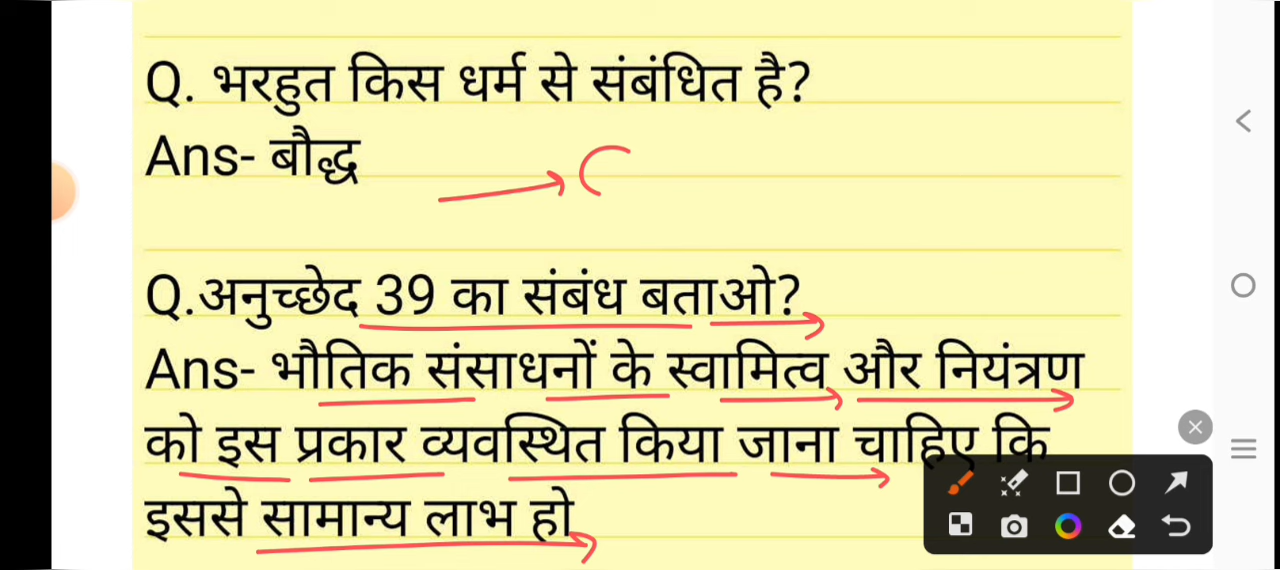 Q. भरहुत किस धर्म से संबंधित है?
Ans- बौद्ध
Q.अनुच्छेद 39 का संबंध बताओ?
Ans- भौतिक संसाधनों के स्वामित्व और नियंत्रण
को इस प्रकार व्यवस्थित किया जाना चाहिए कि
इससे सामान्य लाभ हो